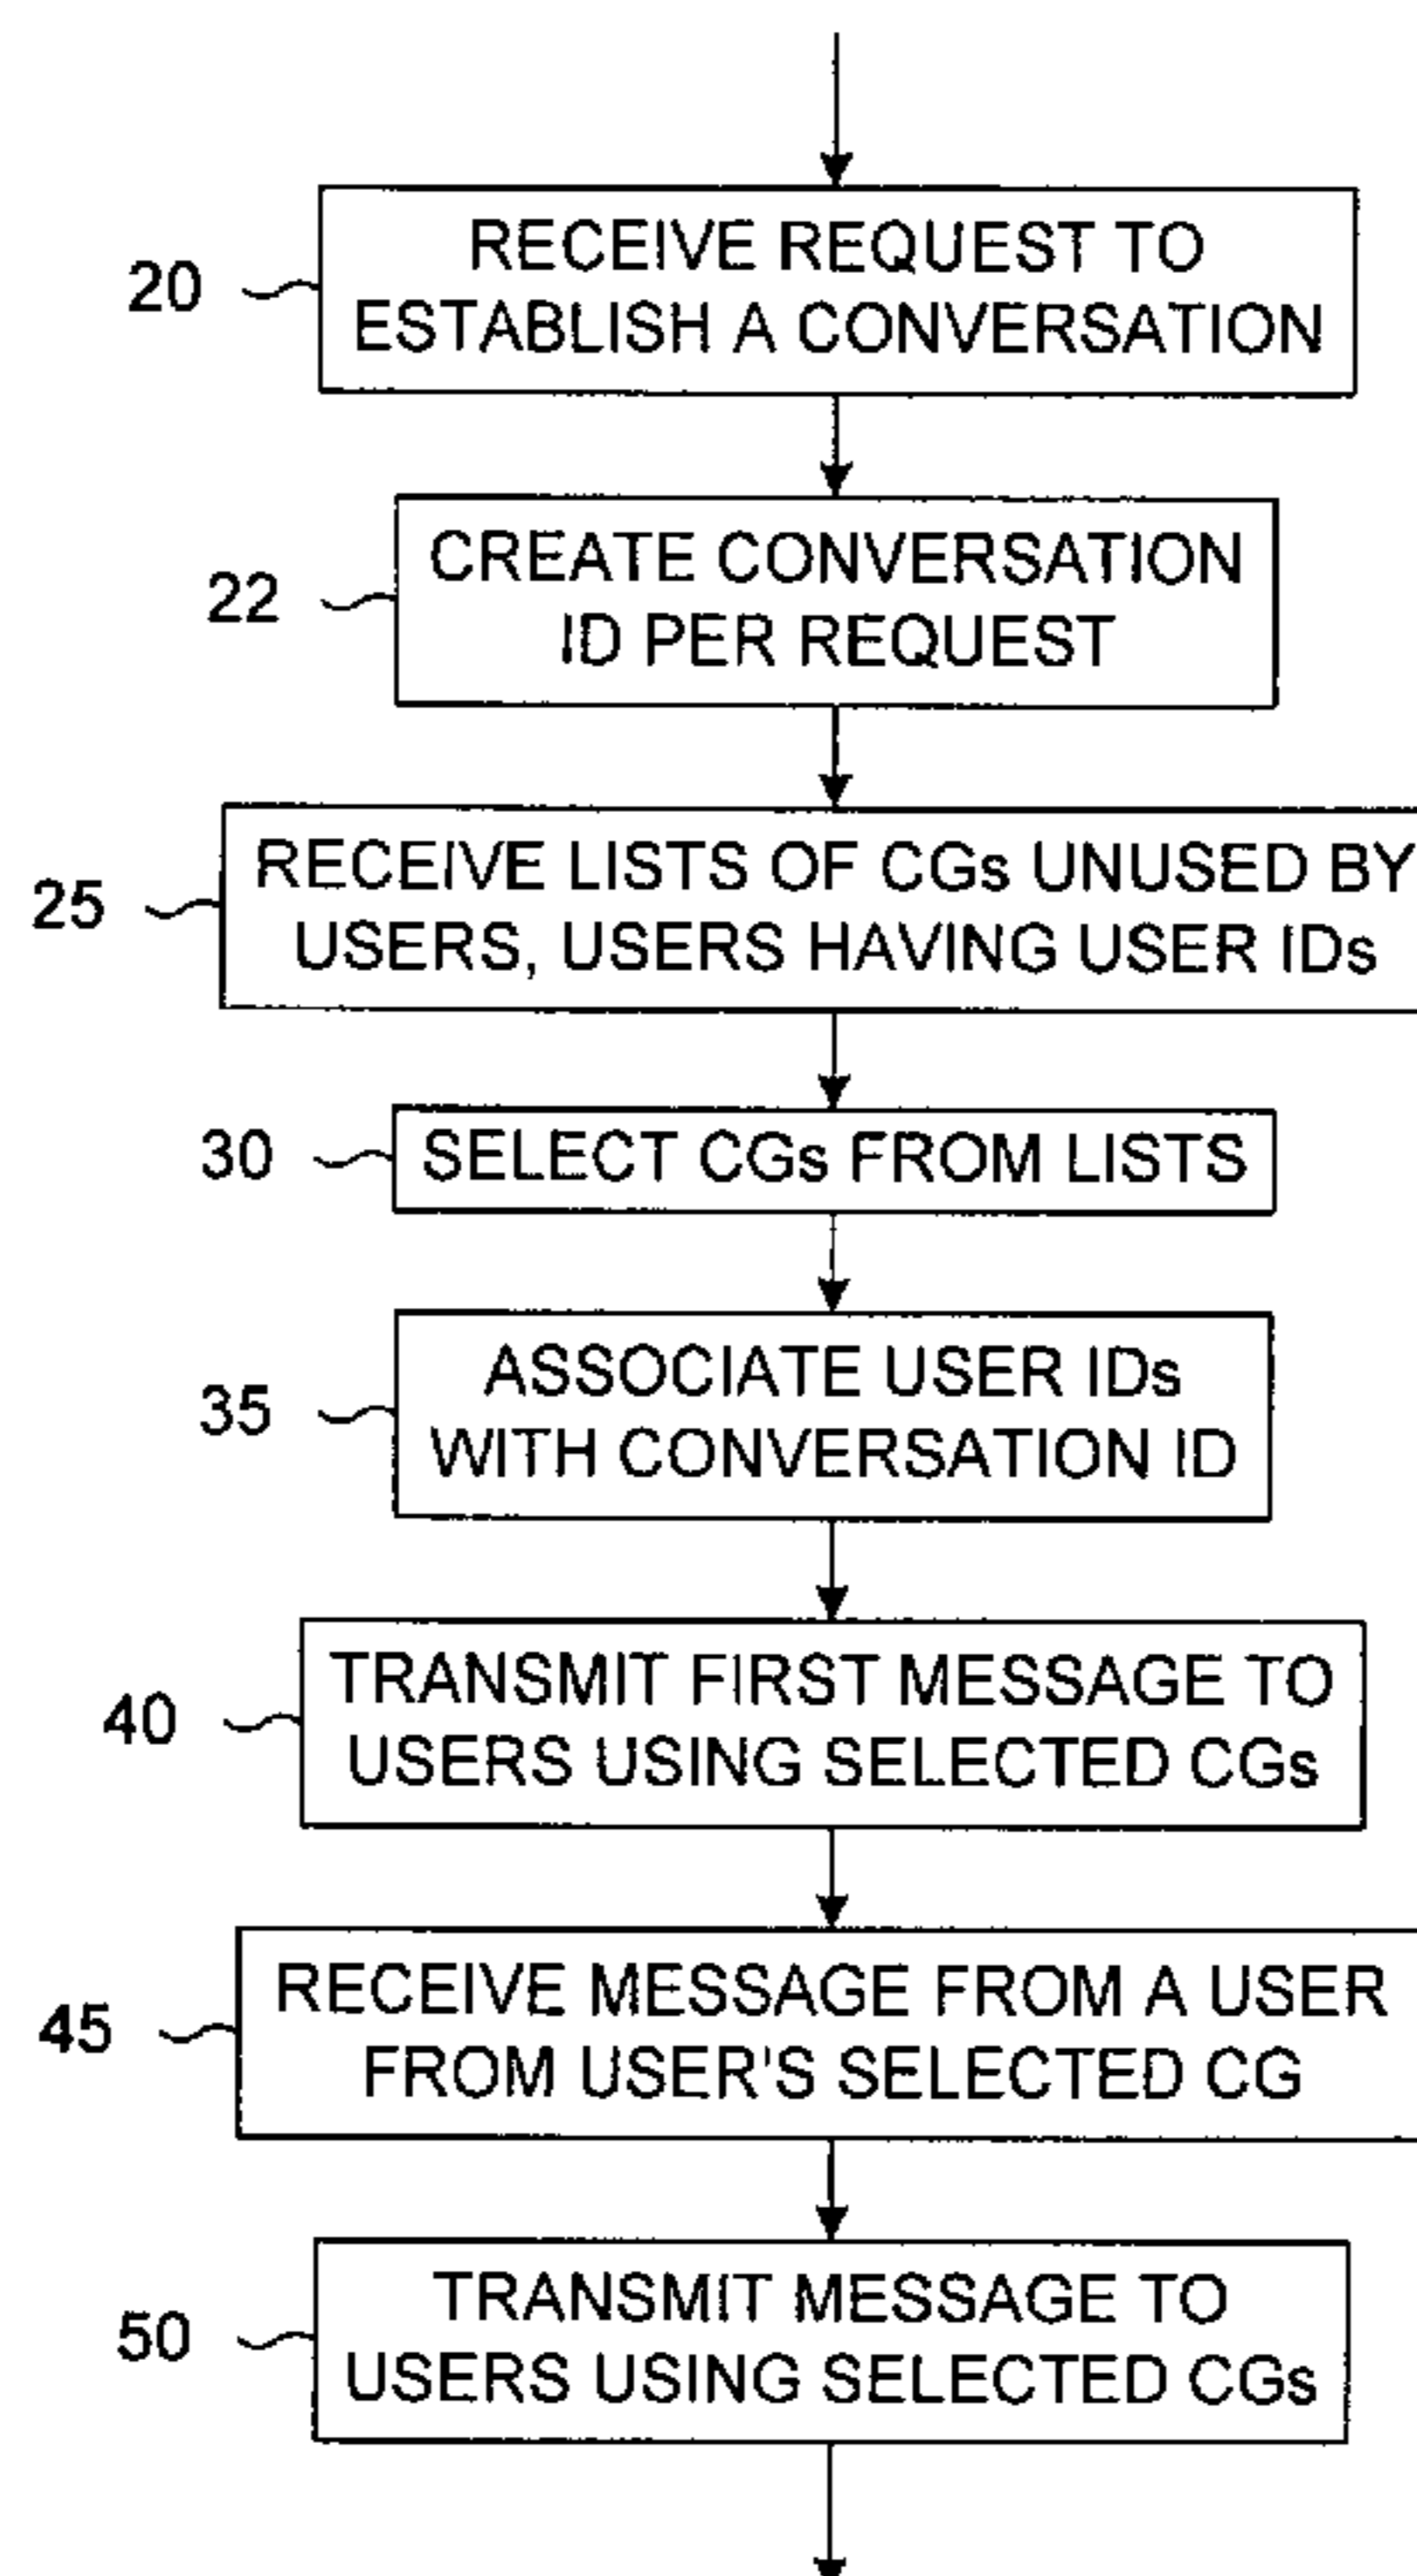 RECEIVE REQUEST TO
20
ESTABLISH A CONVERSATION
CREATE CONVERSATION
22
ID PER REQUEST
RECEIVE LISTS OF CGs UNUSED BY
25
USERS, USERS HAVING USER IDs
30
SELECT CGs FROM LISTS
ASSOCIATE USER IDs
35
WITH CONVERSATION ID
TRANSMIT FIRST MESSAGE TO
40
USERS USING SELECTED CGs
RECEIVE MESSAGE FROM A USER
45
FROM USER'S SELECTED CG
TRANSMIT MESSAGE TO
50
USERS USING SELECTED CGs